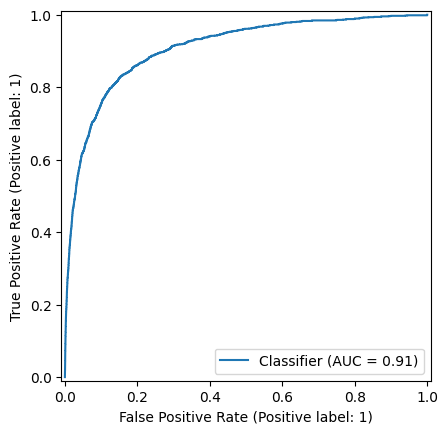 1.0
0.8
0.6
0.4
0.2
0.0
True Positive Rate (Positive label: 1)
Classifier (AUC = 0.91)
0.0 0.2 0.4 0.6 0.8 1.0
False Positive Rate (Positive label: 1)